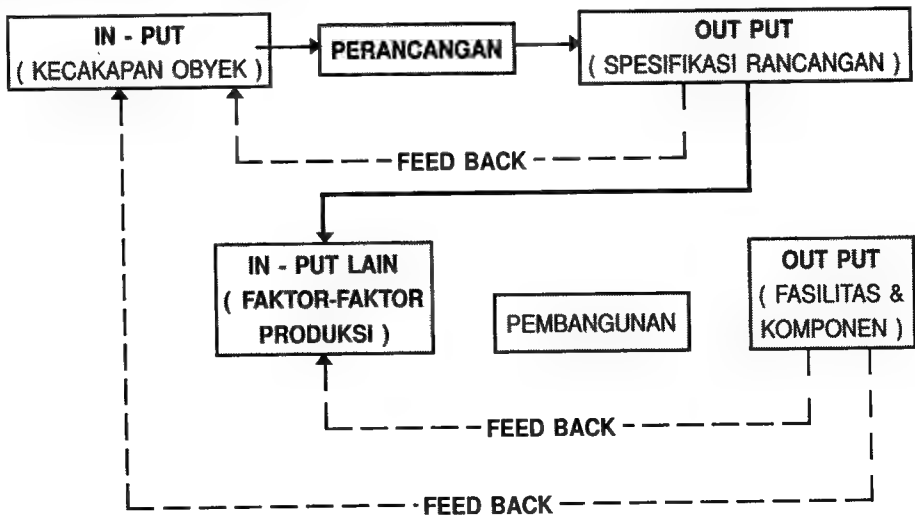 IN - PUT
( KECAKAPAN OBYEK )
PERANCANGAN
OUT PUT
( SPESIFIKASI RANCANGAN )
FEED BACK
IN - PUT LAIN
( FAKTOR-FAKTOR
PRODUKSI )
PEMBANGUNAN
OUT PUT
( FASILITAS &
KOMPONEN )
FEED BACK
FEED BACK